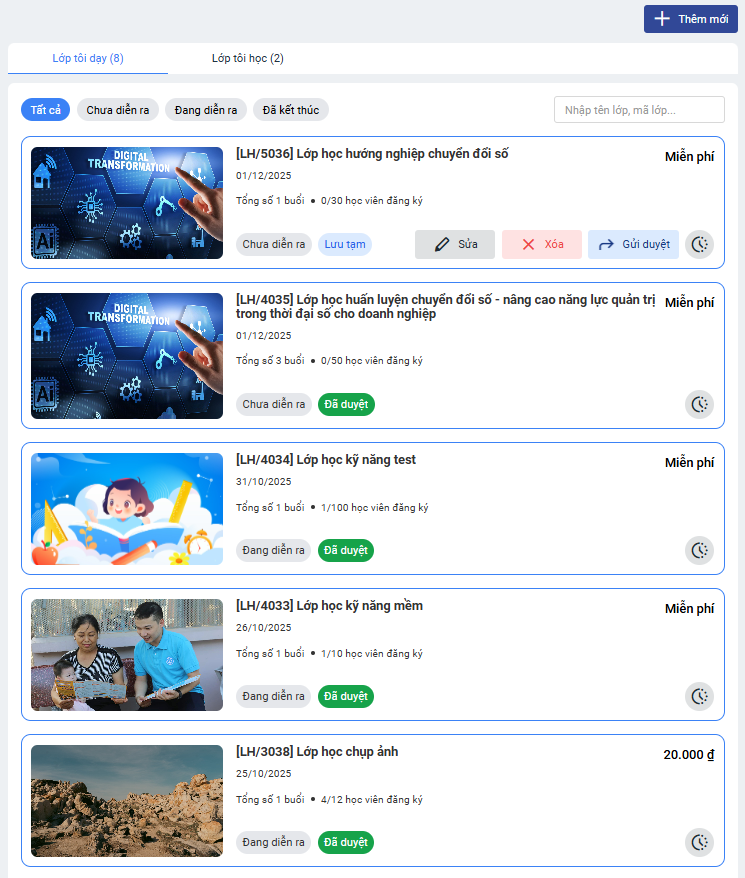 Thêm mới
Lớp tôi dạy (8)
Lớp tôi học (2)
Tất cả
Chưa diễn ra
Đang diễn ra
Đã kết thúc
Nhập tên lớp, mã lớp...
DIGITAL
TRANSFORMATION
Ai
[LH/5036] Lớp học hướng nghiệp chuyển đổi số
Miễn phí
01/12/2025
Tổng số 1 buổi • 0/30 học viên đăng ký
Chưa diễn ra
Lưu tạm
Sửa
Xóa
Gửi duyệt
DIGITAL
TRANSFORMATION
Ai
[LH/4035] Lớp học huấn luyện chuyển đổi số - nâng cao năng lực quản trị
trong thời đại số cho doanh nghiệp
Miễn phí
01/12/2025
Tổng số 3 buổi • 0/50 học viên đăng ký
Chưa diễn ra
Đã duyệt
[LH/4034] Lớp học kỹ năng test
Miễn phí
31/10/2025
Tổng số 1 buổi • 1/100 học viên đăng ký
Đang diễn ra
Đã duyệt
[LH/4033] Lớp học kỹ năng mềm
Miễn phí
26/10/2025
Tổng số 1 buổi • 1/10 học viên đăng ký
Đang diễn ra
Đã duyệt
[LH/3038] Lớp học chụp ảnh
20.000 ₫
25/10/2025
Tổng số 1 buổi • 4/12 học viên đăng ký
Đang diễn ra
Đã duyệt